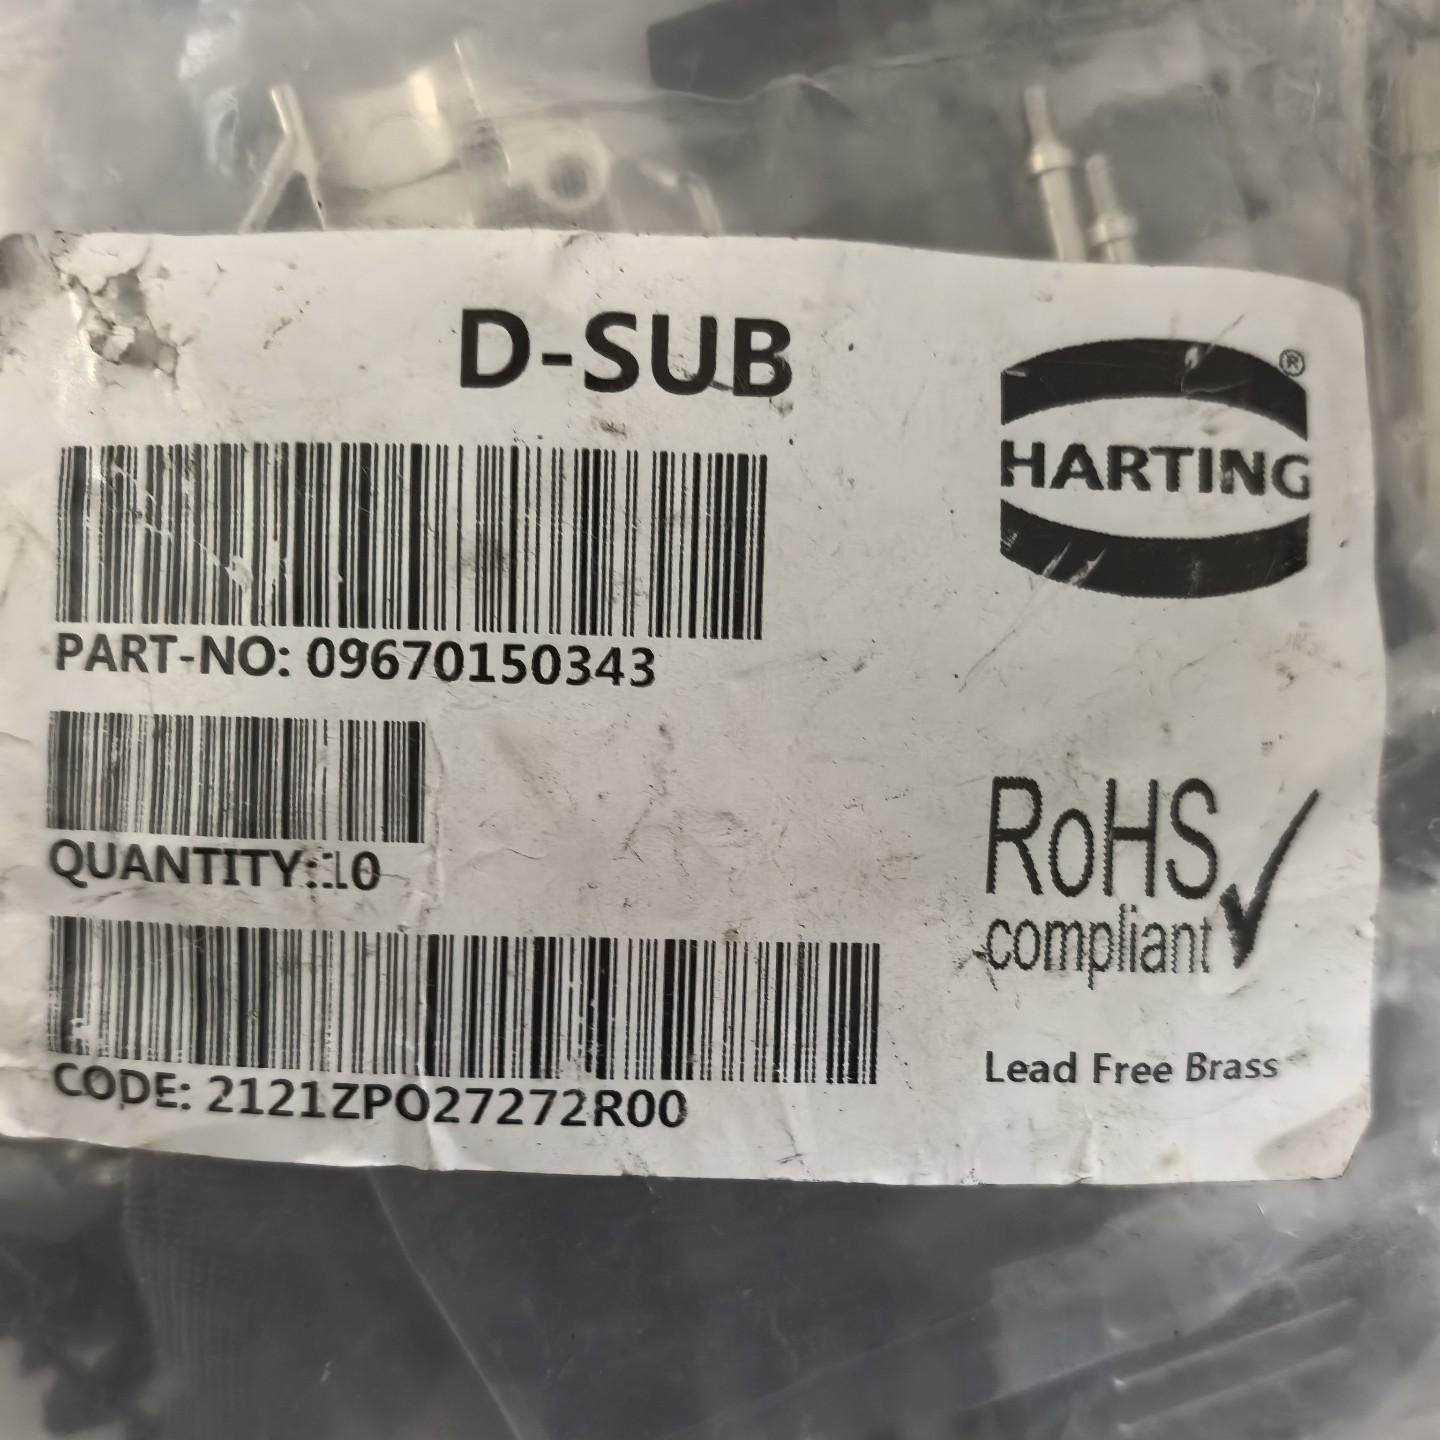 D-SUB
®
HARTING
PART-NO: 09670150343
QUANTITY:10
RoHS
compliant
CODE: 2121ZPO27272R00
Lead Free Brass